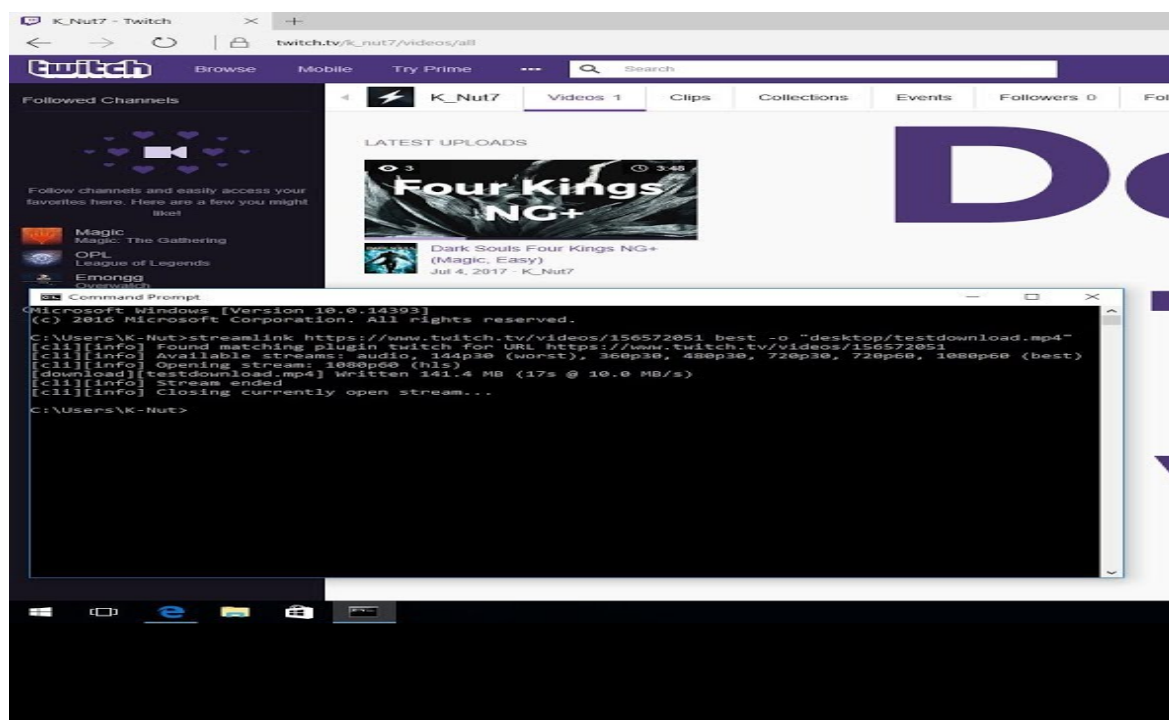 K_Nut7 - Twitch
twitch.tv/k_nut7/videos/all
twitch Browse Mobile Try Prime ••• Search
Followed Channels
K_Nut7 Videos 1 Clips Collections Events Followers 0 Fol
LATEST UPLOADS
3 3:48
Four Kings
NG+
Dark Souls Four Kings NG+
(Magic, Easy)
Jul 4, 2017 - K_Nut7
Follow channels and easily access your
favorites here. Here are a few you might
like!
Magic
Magic: The Gathering
OPL
League of Legends
Emongg
Overwatch
De
Command Prompt
Microsoft Windows [Version 10.0.14393]
(c) 2016 Microsoft Corporation. All rights reserved.
C:\Users\K-Nut>streamlink https://www.twitch.tv/videos/156572051 best -o "desktop/testdownload.mp4"
[cli][info] Found matching plugin twitch for URL https://www.twitch.tv/videos/156572051
[cli][info] Available streams: audio, 144p30 (worst), 360p30, 480p30, 720p30, 720p60, 1080p60 (best)
[cli][info] Opening stream: 1080p60 (hls)
[download][testdownload.mp4] Written 141.4 MB (17s @ 10.0 MB/s)
[cli][info] Stream ended
[cli][info] Closing currently open stream...
C:\Users\K-Nut>